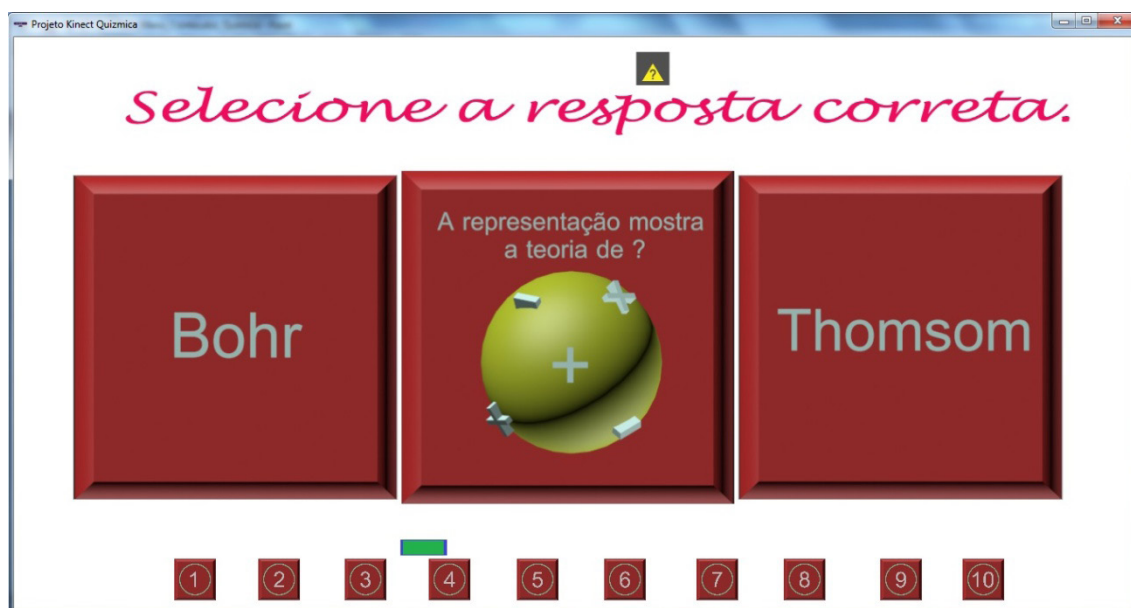 Projeto Kinect Quizmica
?
Selecione a resposta correta.
Bohr
A representação mostra
a teoria de ?
+
Thomsom
1 2 3 4 5 6 7 8 9 10